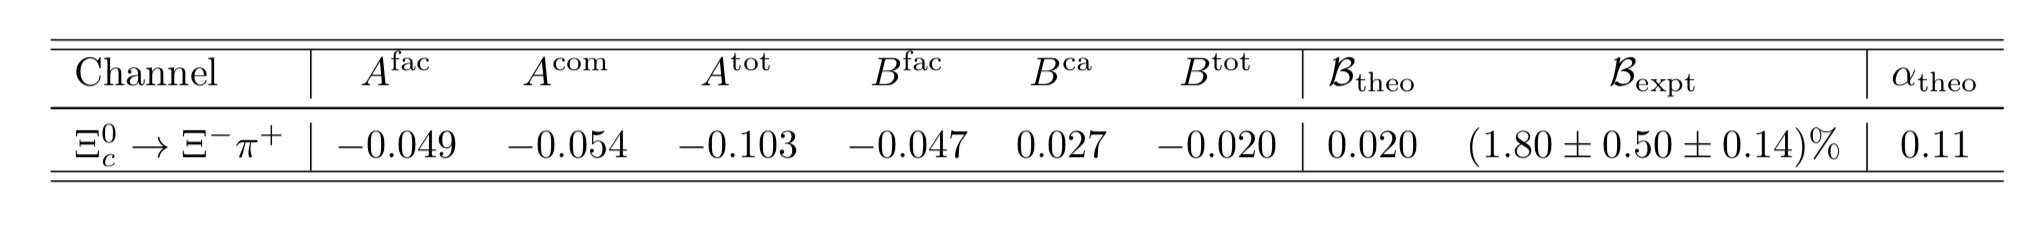 Channel A^fac A^com A^tot B^fac B^ca B^tot ℬ_theo ℬ_expt α_theo
Ξ_c^0 → Ξ^−π^+ −0.049 −0.054 −0.103 −0.047 0.027 −0.020 0.020 (1.80 ± 0.50 ± 0.14)% 0.11